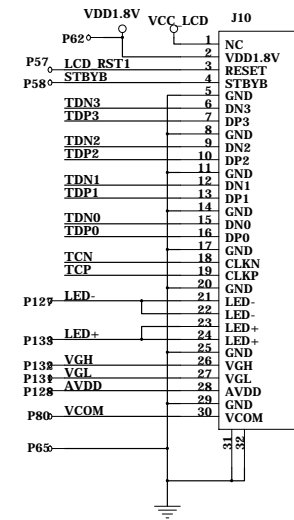 VDD1.8V VCC_LCD J10
P62 1 NC
2 VDD1.8V
P57 LCD_RST1 3 RESET
P58 STBYB 4 STBYB
5 GND
TDN3 6 DN3
TDP3 7 DP3
8 GND
TDN2 9 DN2
TDP2 10 DP2
11 GND
TDN1 12 DN1
TDP1 13 DP1
14 GND
TDN0 15 DN0
TDP0 16 DP0
17 GND
TCN 18 CLKN
TCP 19 CLKP
20 GND
P127 LED- 21 LED-
22 LED-
23 LED+
P133 LED+ 24 LED+
25 GND
P132 VGH 26 VGH
P131 VGL 27 VGL
P128 AVDD 28 AVDD
29 GND
P80 VCOM 30 VCOM
P65 31 32